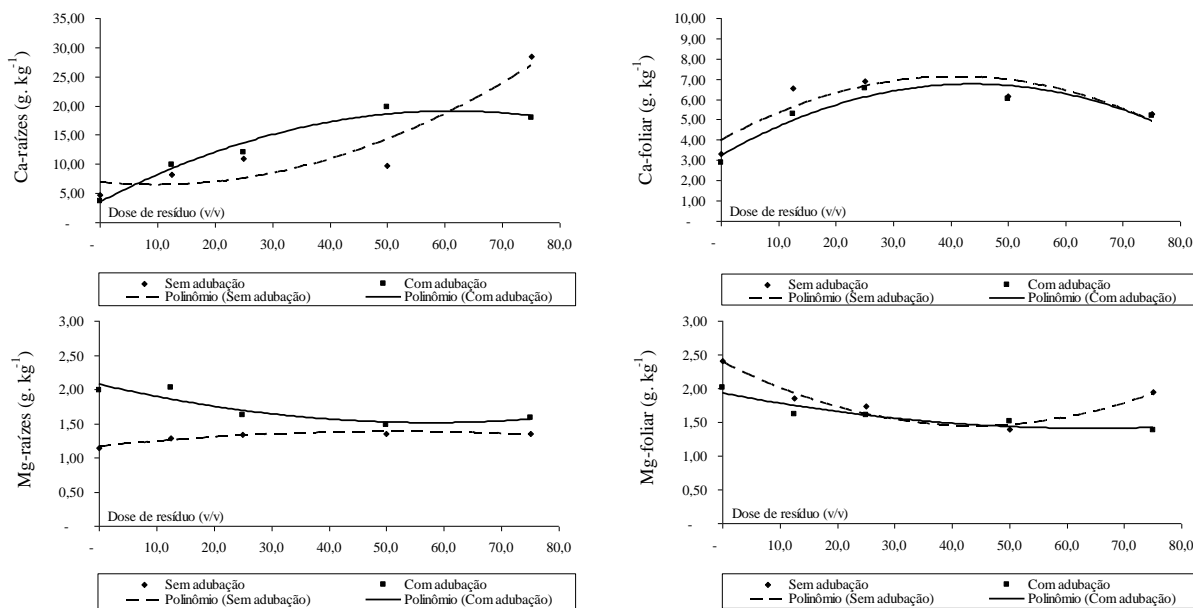 Ca-raízes (g. kg-1)
35,00
30,00
25,00
20,00
15,00
10,00
5,00
-
Dose de resíduo (v/v)
- 10,0 20,0 30,0 40,0 50,0 60,0 70,0 80,0
Sem adubação Com adubação
Polinômio (Sem adubação) Polinômio (Com adubação)
Ca-foliar (g. kg-1)
10,00
9,00
8,00
7,00
6,00
5,00
4,00
3,00
2,00
1,00
-
Dose de resíduo (v/v)
- 10,0 20,0 30,0 40,0 50,0 60,0 70,0 80,0
Sem adubação Com adubação
Polinômio (Sem adubação) Polinômio (Com adubação)
Mg-raízes (g. kg-1)
3,00
2,50
2,00
1,50
1,00
0,50
-
Dose de resíduo (v/v)
- 10,0 20,0 30,0 40,0 50,0 60,0 70,0 80,0
Sem adubação Com adubação
Polinômio (Sem adubação) Polinômio (Com adubação)
Mg-foliar (g. kg-1)
3,00
2,50
2,00
1,50
1,00
0,50
-
Dose de resíduo (v/v)
- 10,0 20,0 30,0 40,0 50,0 60,0 70,0 80,0
Sem adubação Com adubação
Polinômio (Sem adubação) Polinômio (Com adubação)